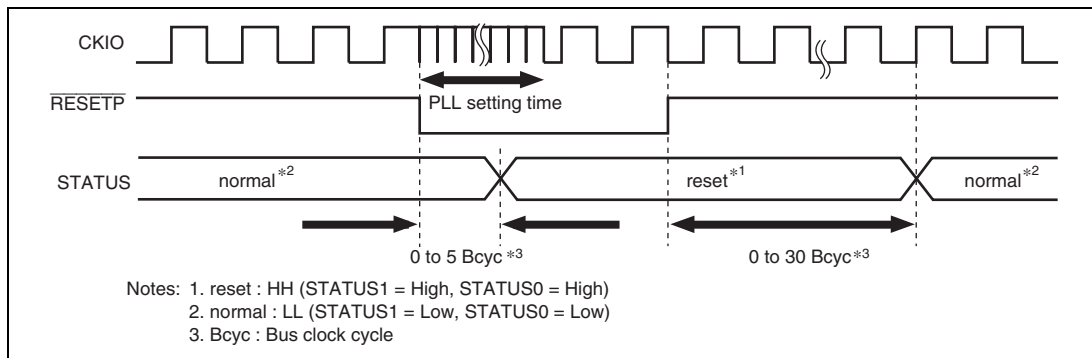 CKIO
RESETP
PLL setting time
STATUS
normal*2
reset*1
normal*2
0 to 5 Bcyc*3
0 to 30 Bcyc*3
Notes: 1. reset : HH (STATUS1 = High, STATUS0 = High)
2. normal : LL (STATUS1 = Low, STATUS0 = Low)
3. Bcyc : Bus clock cycle